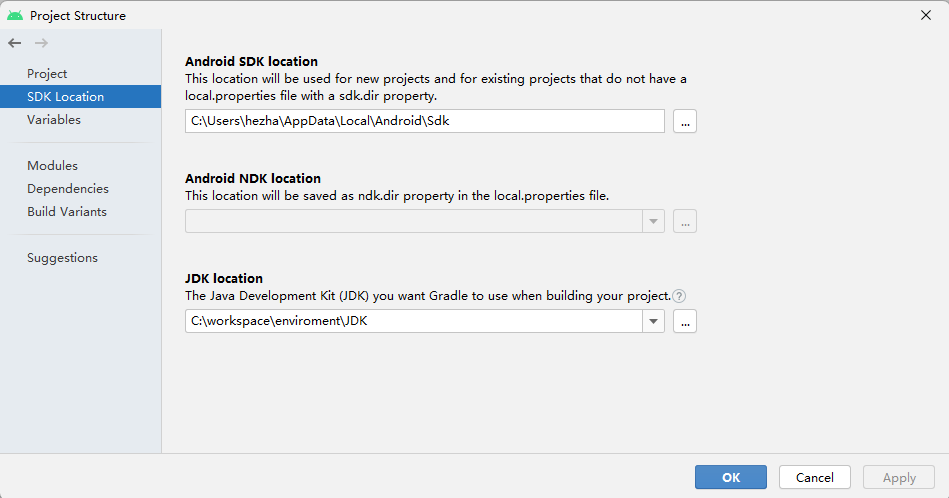 Project Structure
Project
SDK Location
Variables
Modules
Dependencies
Build Variants
Suggestions
Android SDK location
This location will be used for new projects and for existing projects that do not have a
local.properties file with a sdk.dir property.
C:\Users\hezha\AppData\Local\Android\Sdk
...
Android NDK location
This location will be saved as ndk.dir property in the local.properties file.
...
JDK location
The Java Development Kit (JDK) you want Gradle to use when building your project. ?
C:\workspace\enviroment\JDK
...
OK
Cancel
Apply